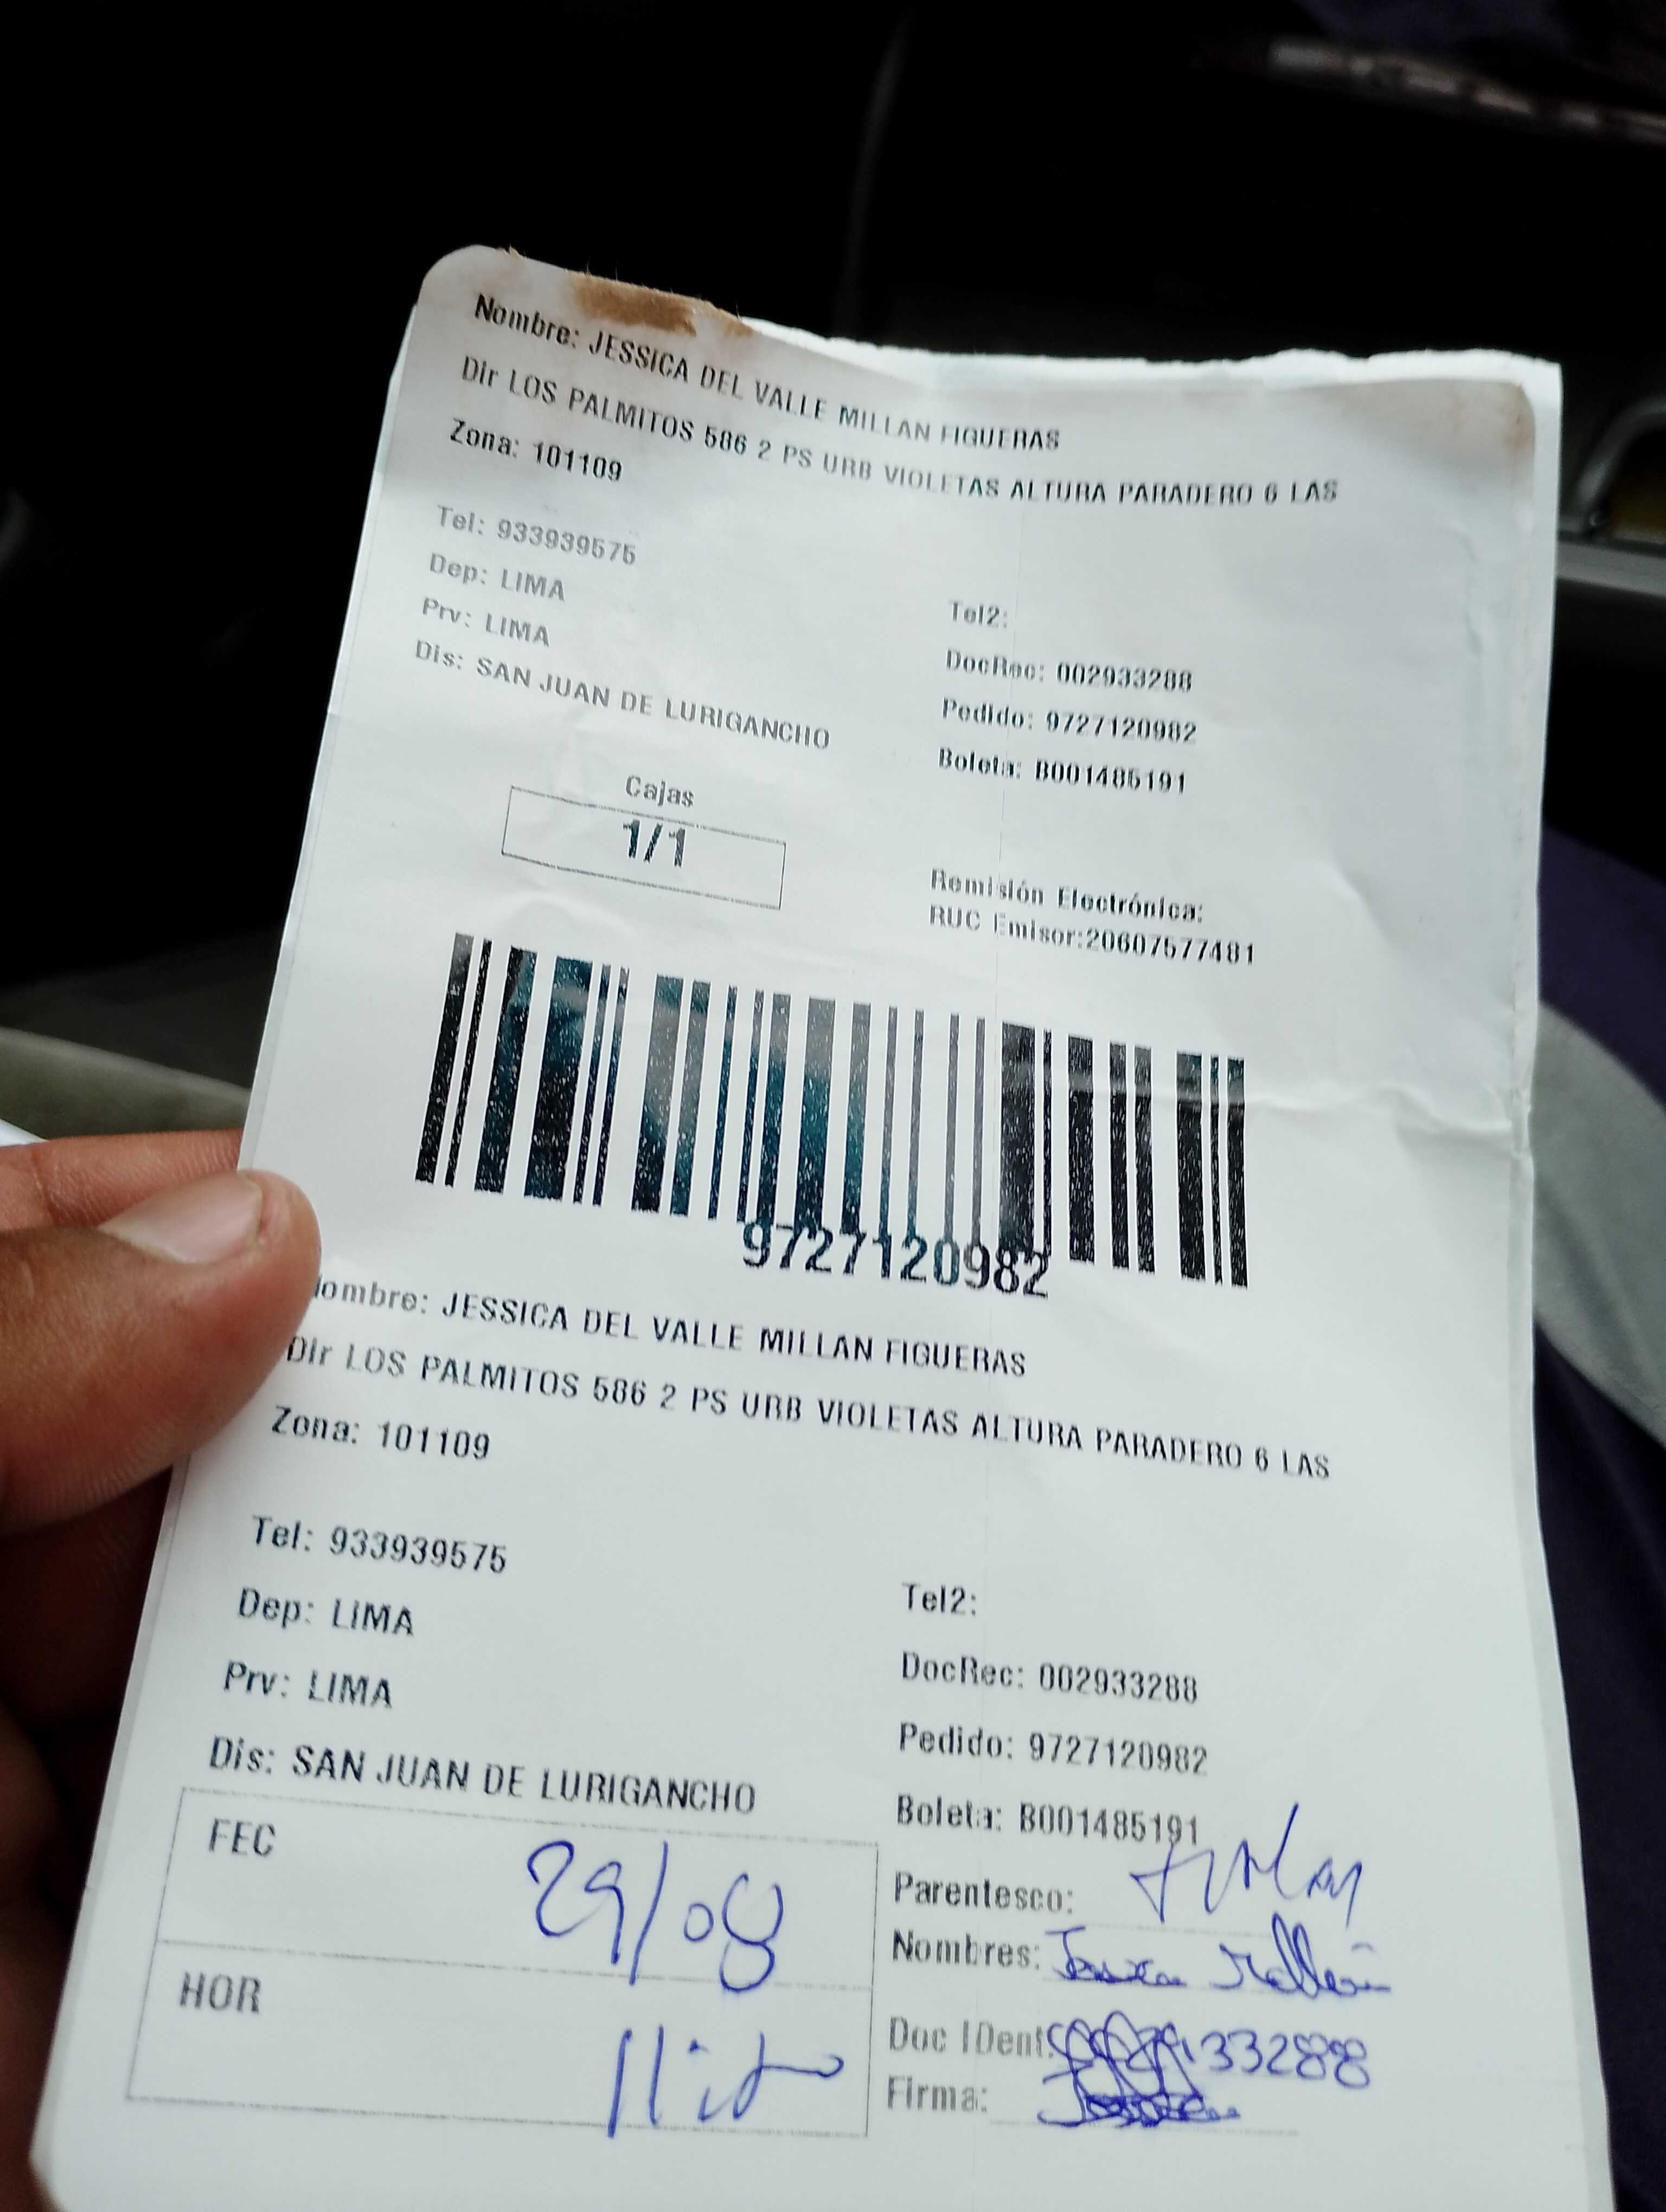 Nombre: JESSICA DEL VALLE MILLAN FIGUERAS
Dir LOS PALMITOS 586 2 PS URB VIOLETAS ALTURA PARADERO 6 LAS
Zona: 101109
Tel: 933939575
Dep: LIMA
Prv: LIMA
Dis: SAN JUAN DE LURIGANCHO
Tel2:
DocRec: 002933288
Pedido: 9727120982
Boleta: B001485191
Cajas
1/1
Remisión Electrónica:
RUC Emisor:20607577481
9727120982
ombre: JESSICA DEL VALLE MILLAN FIGUERAS
Dir LOS PALMITOS 586 2 PS URB VIOLETAS ALTURA PARADERO 6 LAS
Zona: 101109
Tel: 933939575
Dep: LIMA
Prv: LIMA
Dis: SAN JUAN DE LURIGANCHO
Tel2:
DocRec: 002933288
Pedido: 9727120982
Boleta: B001485191
FEC 29/08
HOR
Parentesco:
Nombres:
Doc IDent: 33288
Firma: